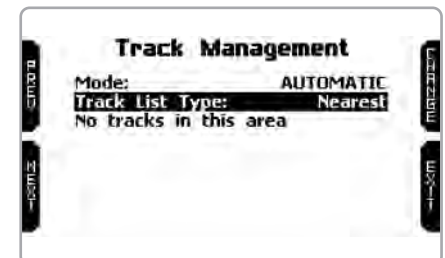 Track Management
PREV
CHANGE
Mode: AUTOMATIC
Track List Type: Nearest
No tracks in this area
NEXT
EXIT